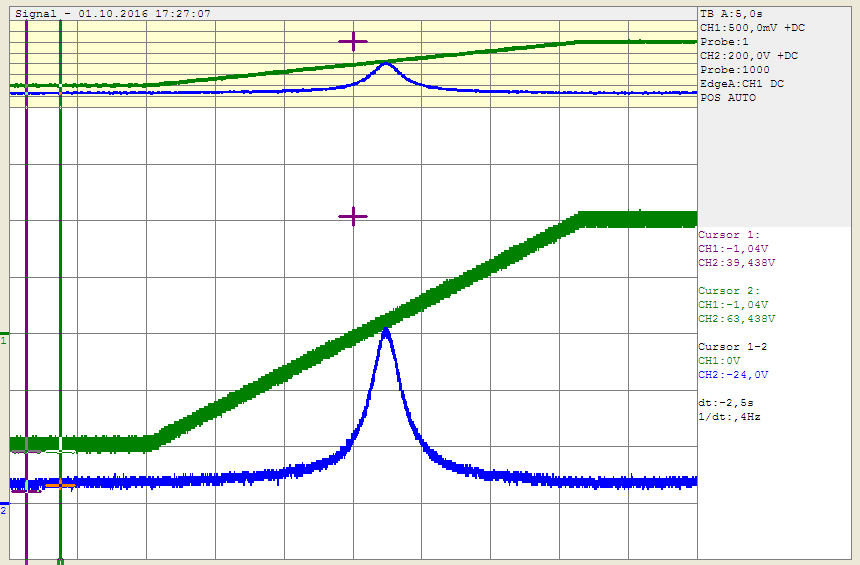 Signal - 01.10.2016 17:27:07
TB A:5,0s
CH1:500,0mV +DC
Probe:1
CH2:200,0V +DC
Probe:1000
EdgeA:CH1 DC
POS AUTO
Cursor 1:
CH1:-1,04V
CH2:39,438V
Cursor 2:
CH1:-1,04V
CH2:63,438V
Cursor 1-2
CH1:0V
CH2:-24,0V
dt:-2,5s
1/dt:,4Hz
1
2